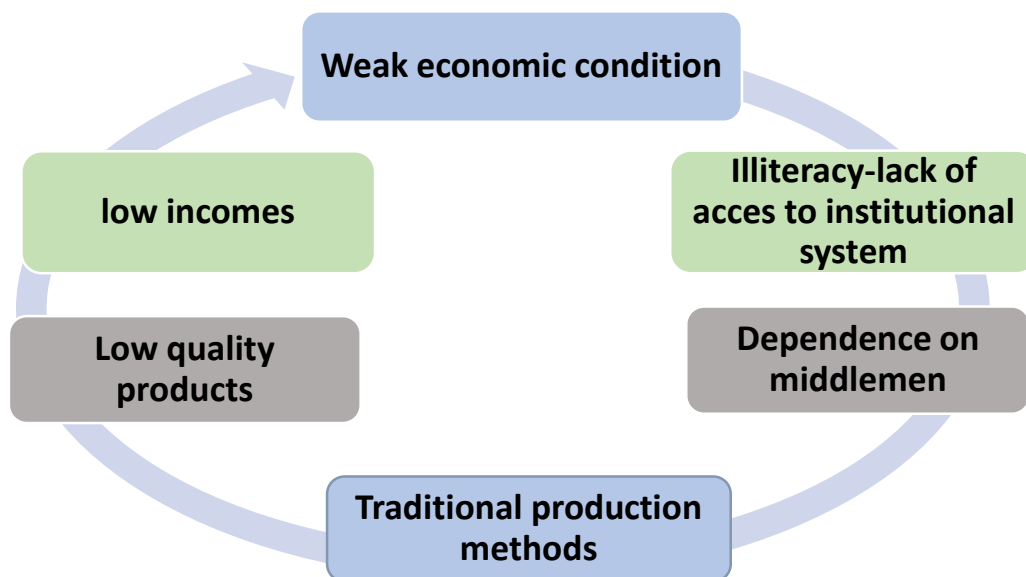 Weak economic condition
Illiteracy-lack of
acces to institutional
system
Dependence on
middlemen
Traditional production
methods
Low quality
products
low incomes